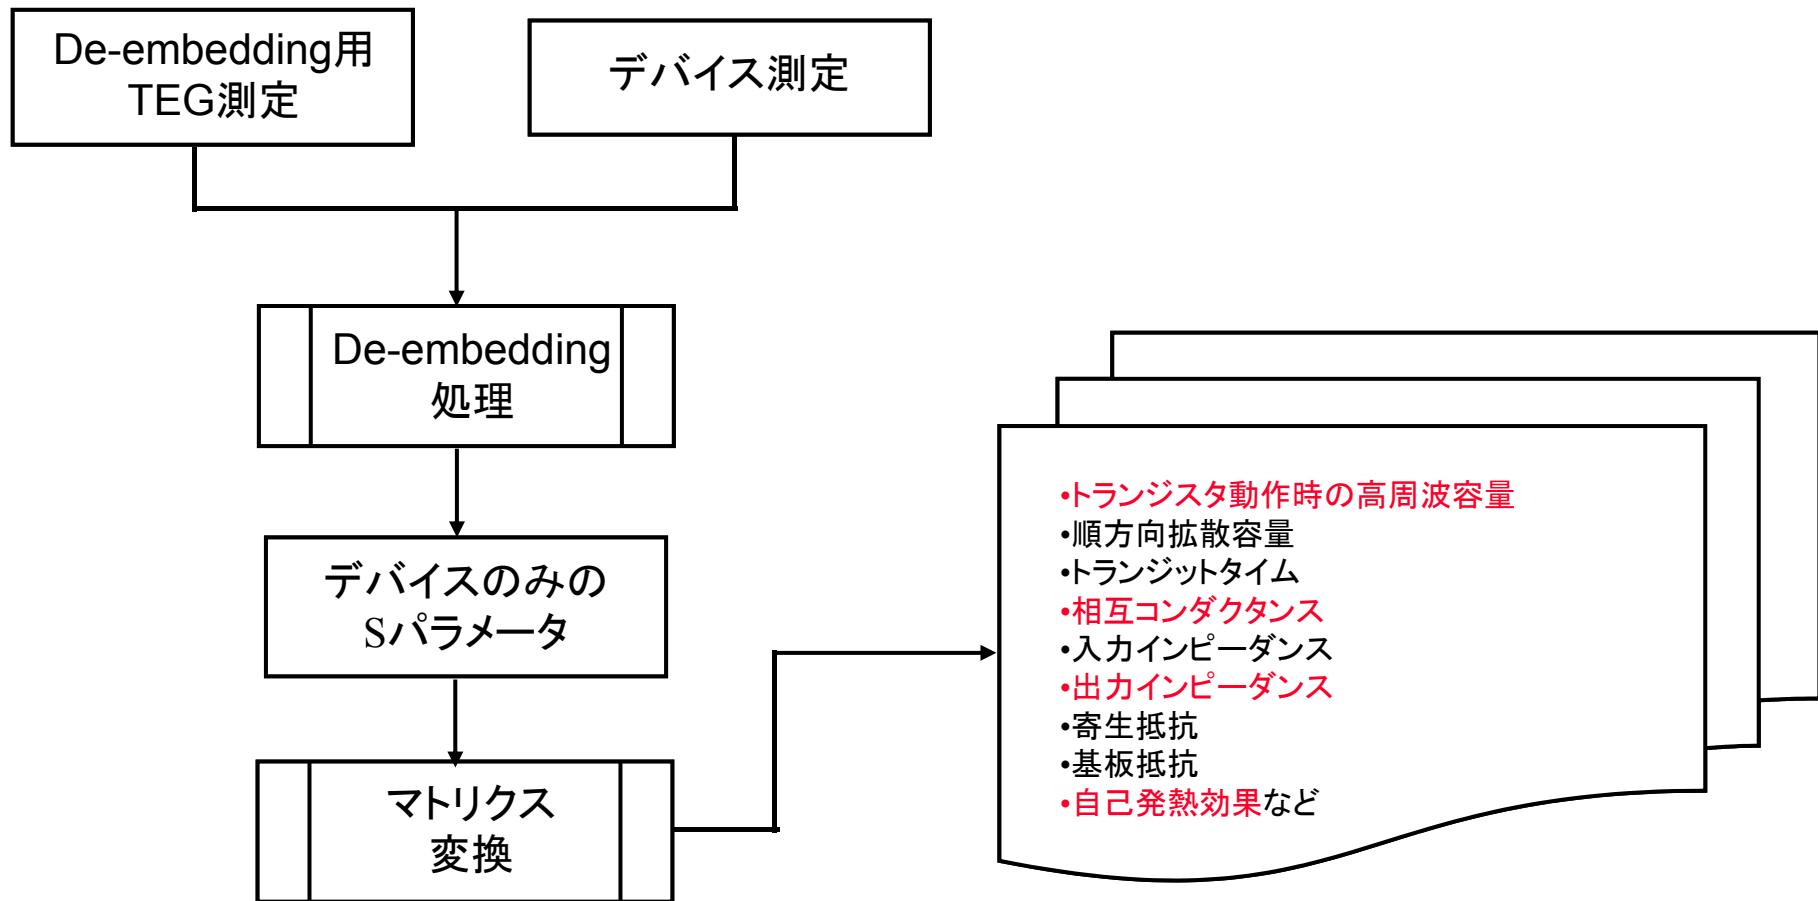 De-embedding用
TEG測定
デバイス測定
De-embedding
処理
デバイスのみの
Sパラメータ
マトリクス
変換
•トランジスタ動作時の高周波容量
•順方向拡散容量
•トランジットタイム
•相互コンダクタンス
•入力インピーダンス
•出力インピーダンス
•寄生抵抗
•基板抵抗
•自己発熱効果など